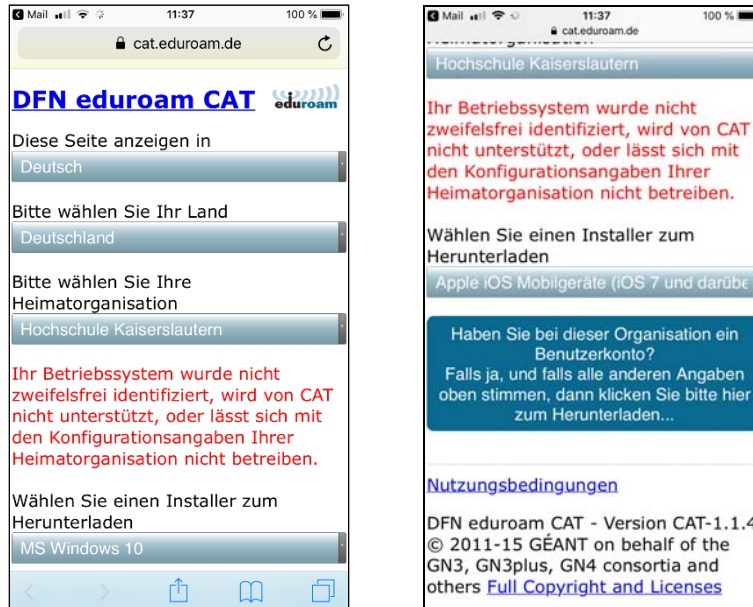 Mail 11:37 100 %
cat.eduroam.de
DFN eduroam CAT eduroam
Diese Seite anzeigen in
Deutsch
Bitte wählen Sie Ihr Land
Deutschland
Bitte wählen Sie Ihre
Heimatorganisation
Hochschule Kaiserslautern
Ihr Betriebssystem wurde nicht
zweifelsfrei identifiziert, wird von CAT
nicht unterstützt, oder lässt sich mit
den Konfigurationsangaben Ihrer
Heimatorganisation nicht betreiben.
Wählen Sie einen Installer zum
Herunterladen
MS Windows 10
Mail 11:37 100 %
cat.eduroam.de
Hochschule Kaiserslautern
Ihr Betriebssystem wurde nicht
zweifelsfrei identifiziert, wird von CAT
nicht unterstützt, oder lässt sich mit
den Konfigurationsangaben Ihrer
Heimatorganisation nicht betreiben.
Wählen Sie einen Installer zum
Herunterladen
Apple iOS Mobilgeräte (iOS 7 und darübe
Haben Sie bei dieser Organisation ein
Benutzerkonto?
Falls ja, und falls alle anderen Angaben
oben stimmen, dann klicken Sie bitte hier
zum Herunterladen...
Nutzungsbedingungen
DFN eduroam CAT - Version CAT-1.1.4
© 2011-15 GÉANT on behalf of the
GN3, GN3plus, GN4 consortia and
others Full Copyright and Licenses